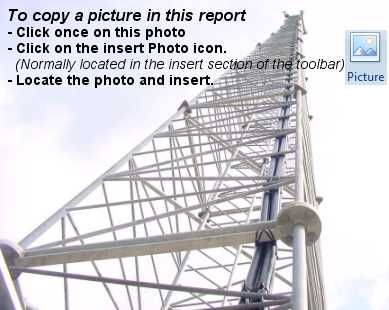 To copy a picture in this report
- Click once on this photo
- Click on the insert Photo icon.
(Normally located in the insert section of the toolbar)
- Locate the photo and insert.
Picture